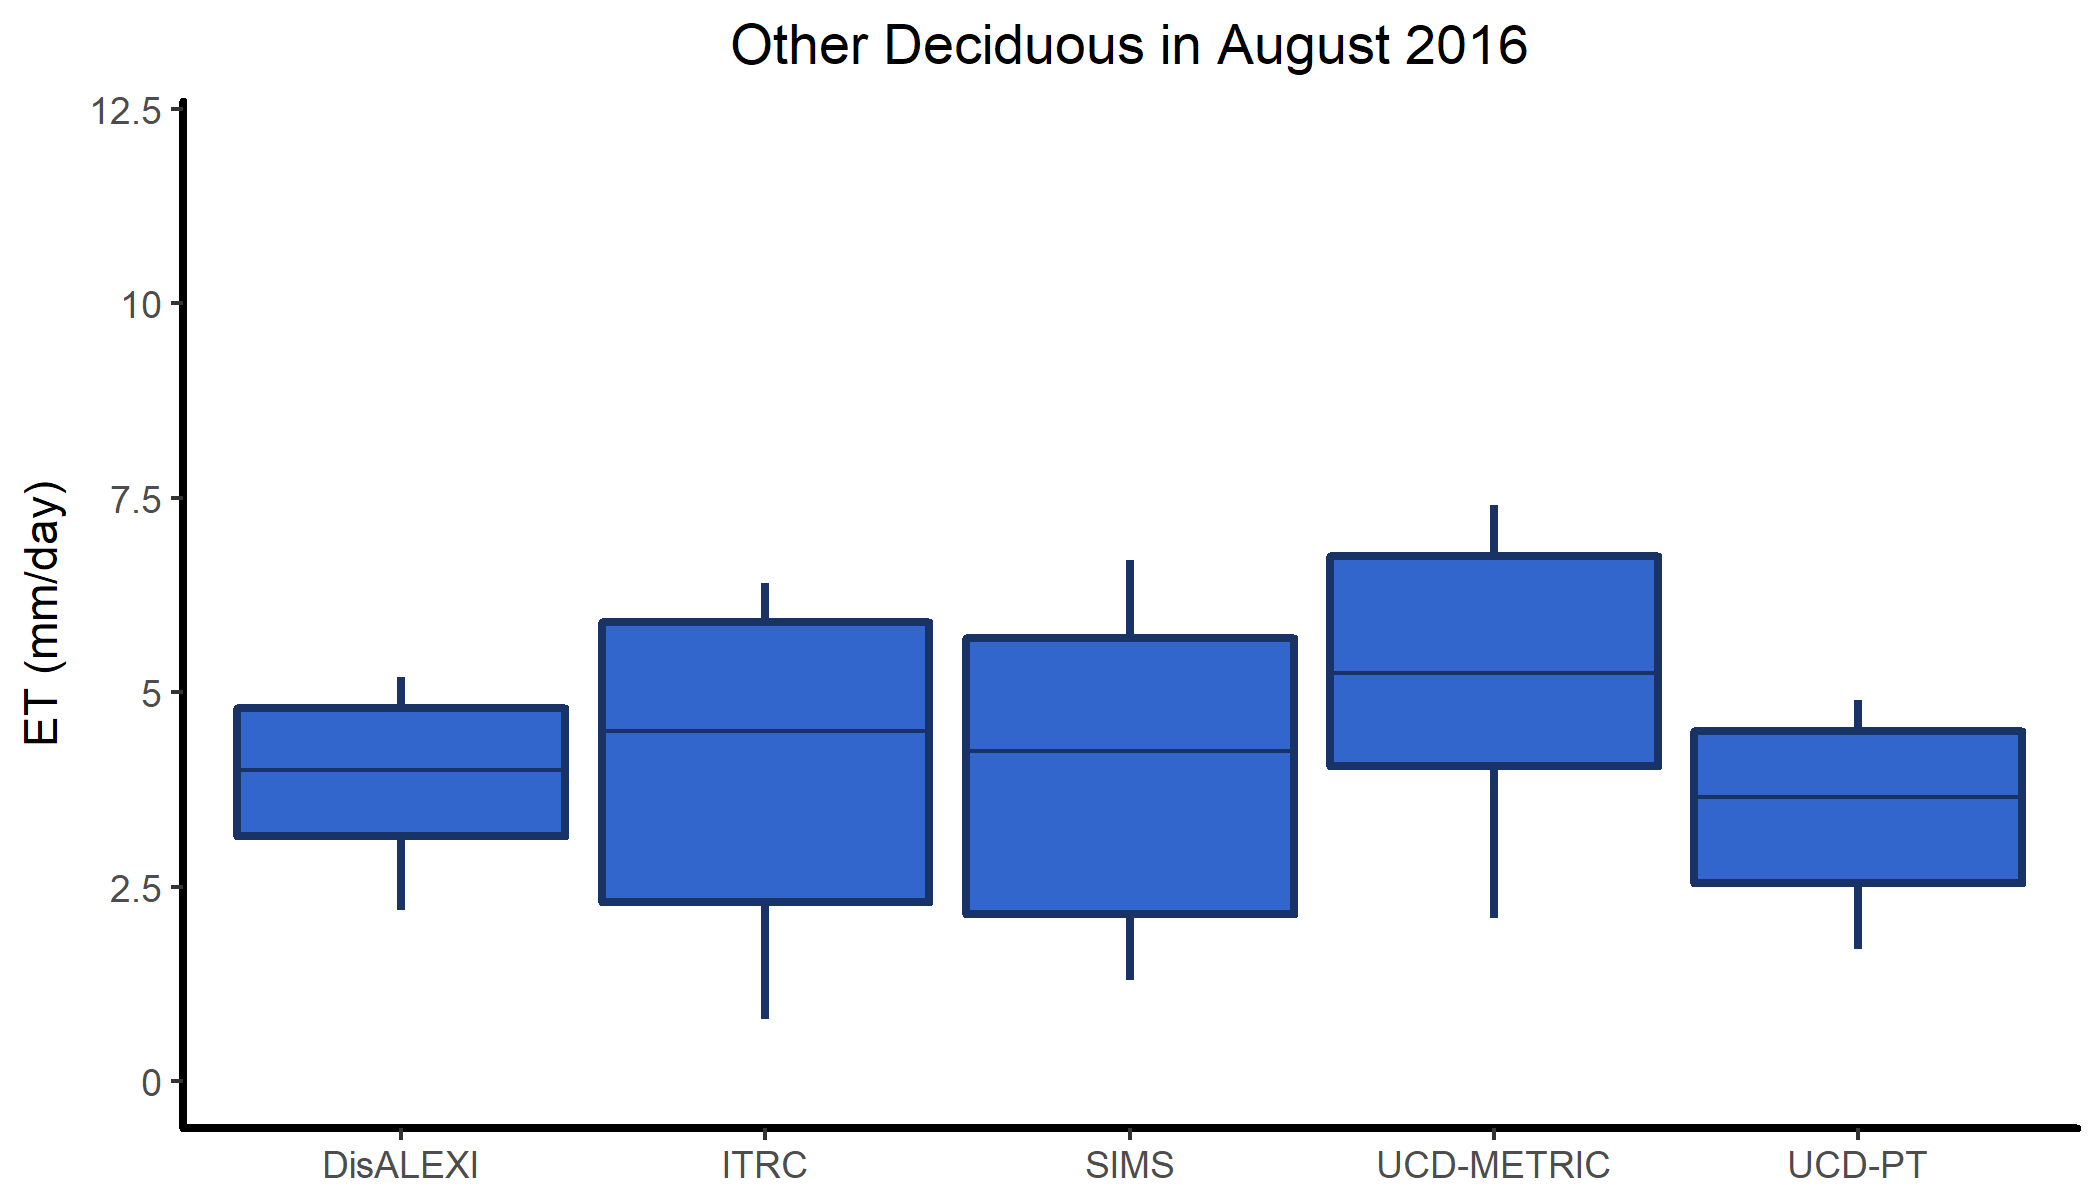 Other Deciduous in August 2016
12.5
10
7.5
5
2.5
0
ET (mm/day)
DisALEXI ITRC SIMS UCD-METRIC UCD-PT